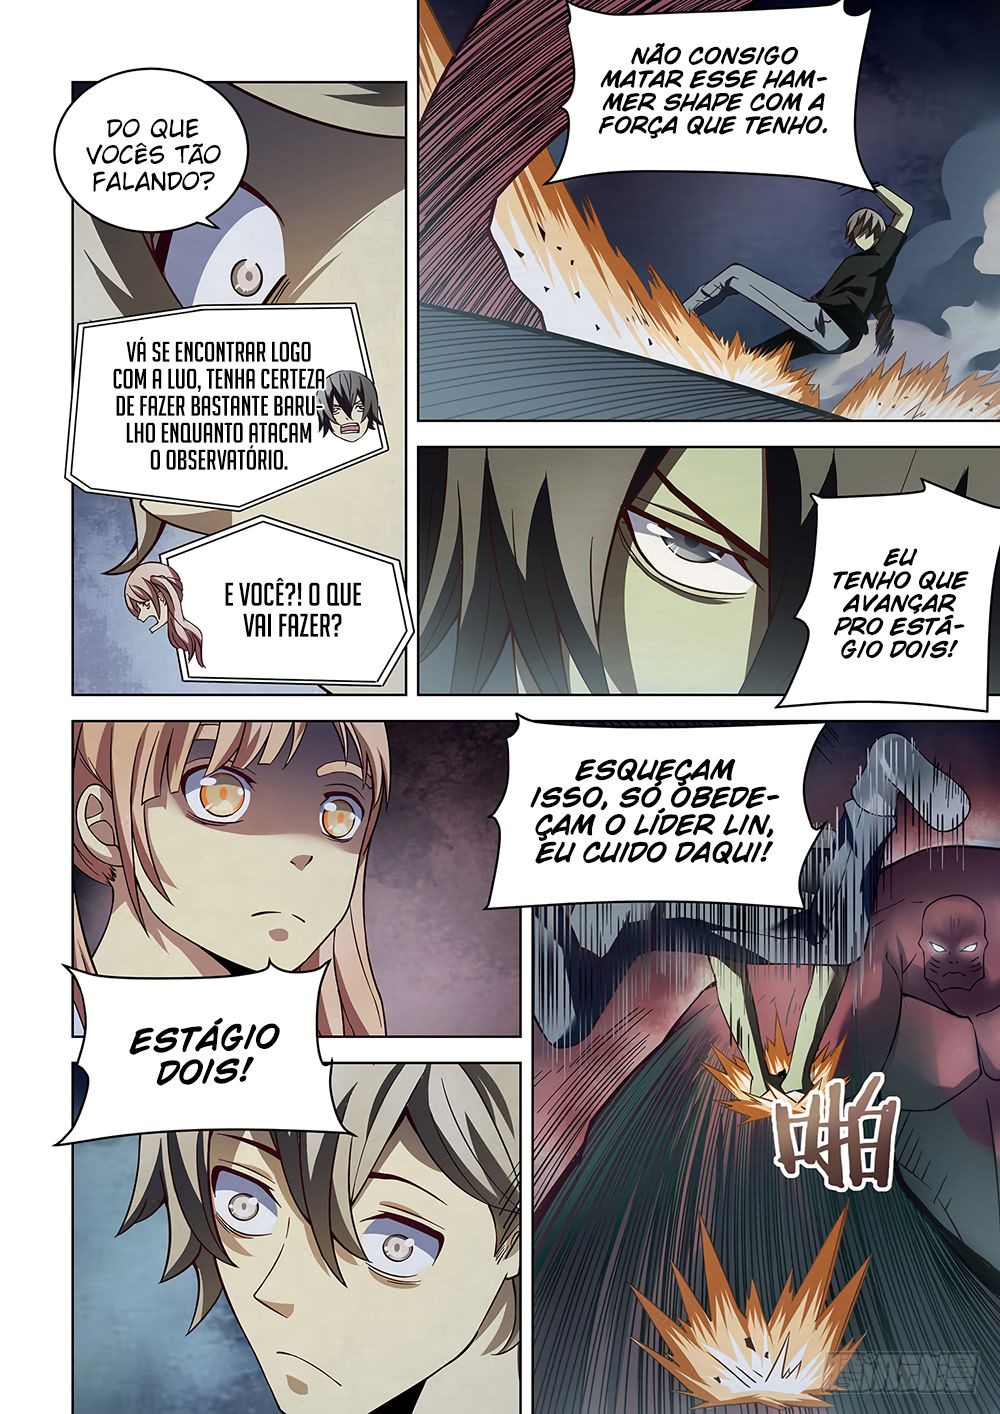 DO QUE
VOCÊS TÃO
FALANDO?
NÃO CONSIGO
MATAR ESSE HAM-
MER SHAPE COM A
FORÇA QUE TENHO.
VÁ SE ENCONTRAR LOGO
COM A LUO, TENHA CERTEZA
DE FAZER BASTANTE BARU-
LHO ENQUANTO ATACAM
O OBSERVATÓRIO.
E VOCÊ?! O QUE
VAI FAZER?
EU
TENHO QUE
AVANÇAR
PRO ESTÁ-
GIO DOIS!
ESQUEÇAM
ISSO, SÓ OBEDE-
ÇAM O LÍDER LIN,
EU CUIDO DAQUI!
ESTÁGIO
DOIS!
啪